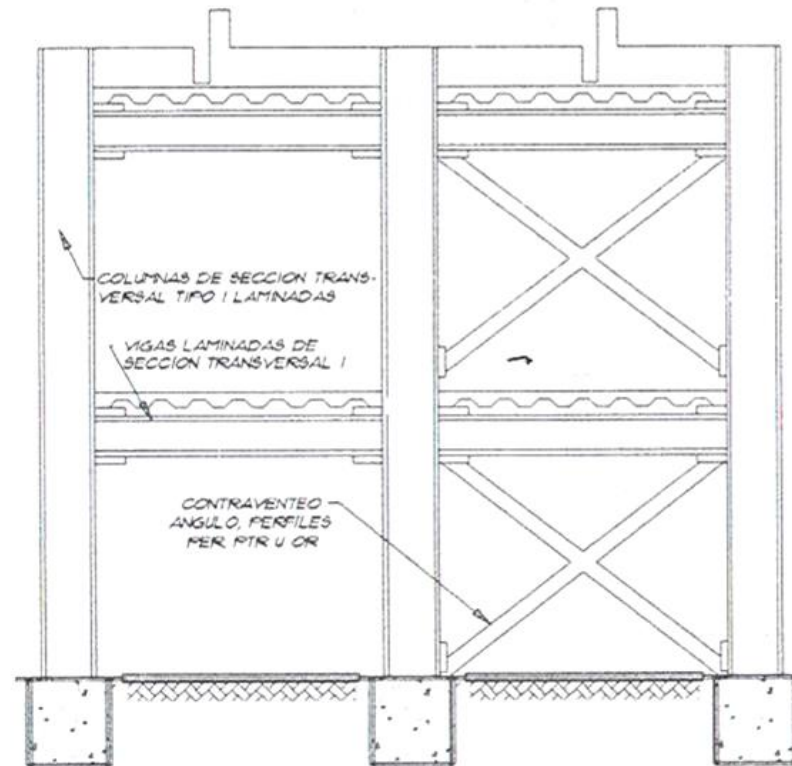 COLUMNAS DE SECCION TRANS-
VERSAL TIPO I LAMINADAS
VIGAS LAMINADAS DE
SECCION TRANSVERSAL I
CONTRAVENTEO
ANGULO, PERFILES
PER PTR U OR